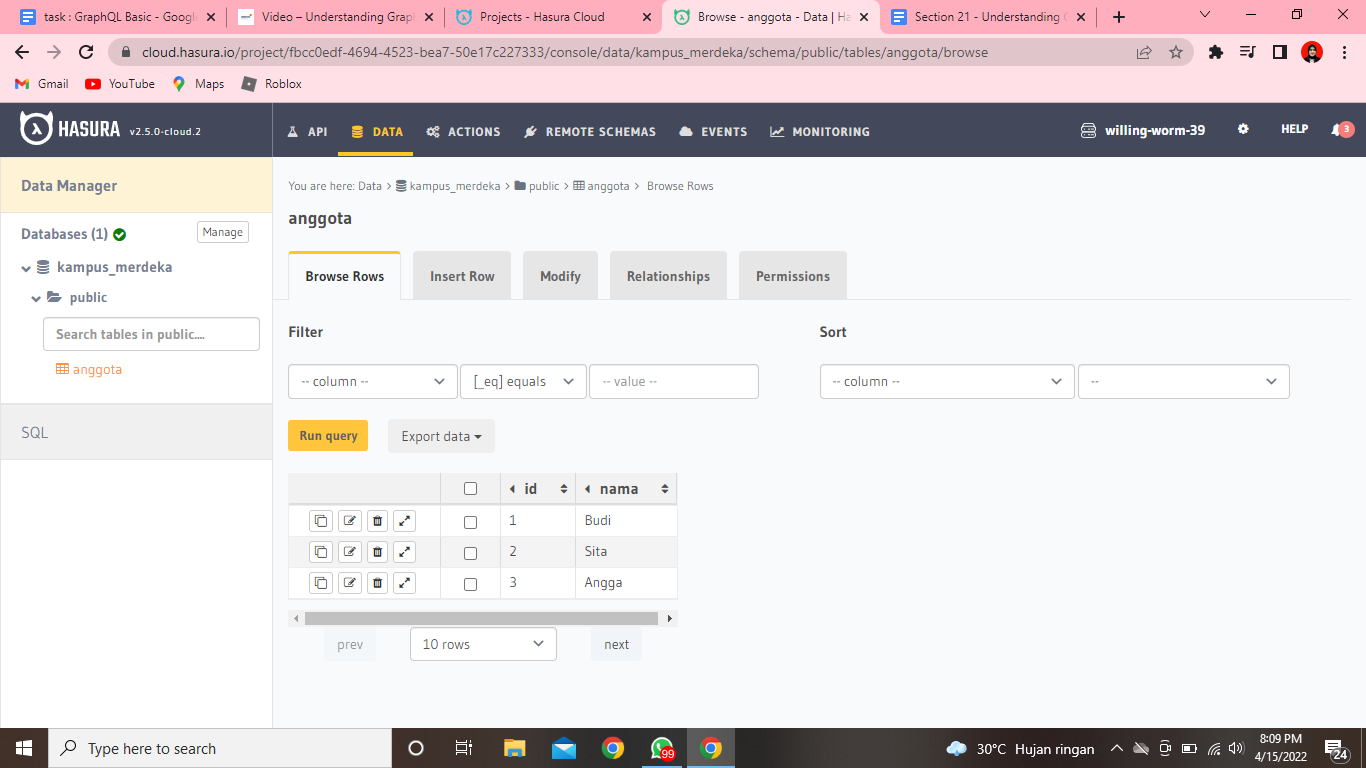 task : GraphQL Basic - Google
Video – Understanding Grap
Projects - Hasura Cloud
Browse - anggota - Data | Ha
Section 21 - Understanding
cloud.hasura.io/project/fbcc0edf-4694-4523-bea7-50e17c227333/console/data/kampus_merdeka/schema/public/tables/anggota/browse
Gmail YouTube Maps Roblox
HASURA v2.5.0-cloud.2 API DATA ACTIONS REMOTE SCHEMAS EVENTS MONITORING willing-worm-39 HELP 3
Data Manager
Databases (1) Manage
kampus_merdeka
public
Search tables in public....
anggota
SQL
You are here: Data > kampus_merdeka > public > anggota > Browse Rows
anggota
Browse Rows Insert Row Modify Relationships Permissions
Filter Sort
-- column -- [_eq] equals -- value -- -- column -- --
Run query Export data
id nama
1 Budi
2 Sita
3 Angga
prev 10 rows next
Type here to search 99 30°C Hujan ringan 8:09 PM
4/15/2022 24